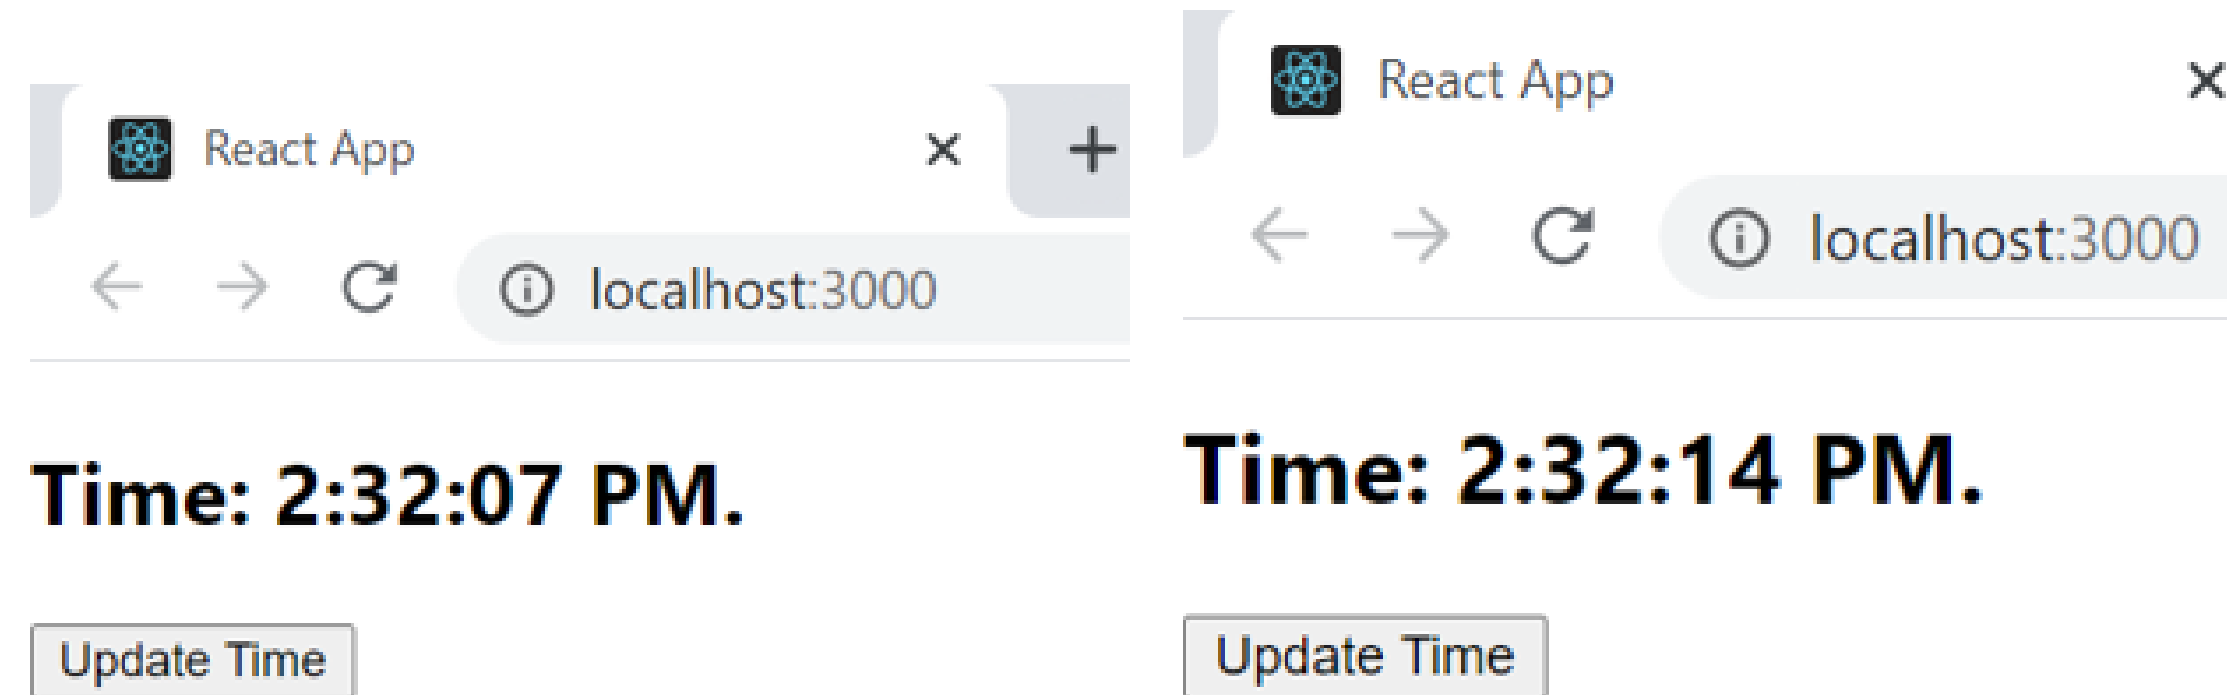 React App
localhost:3000
Time: 2:32:07 PM.
Update Time
React App
localhost:3000
Time: 2:32:14 PM.
Update Time